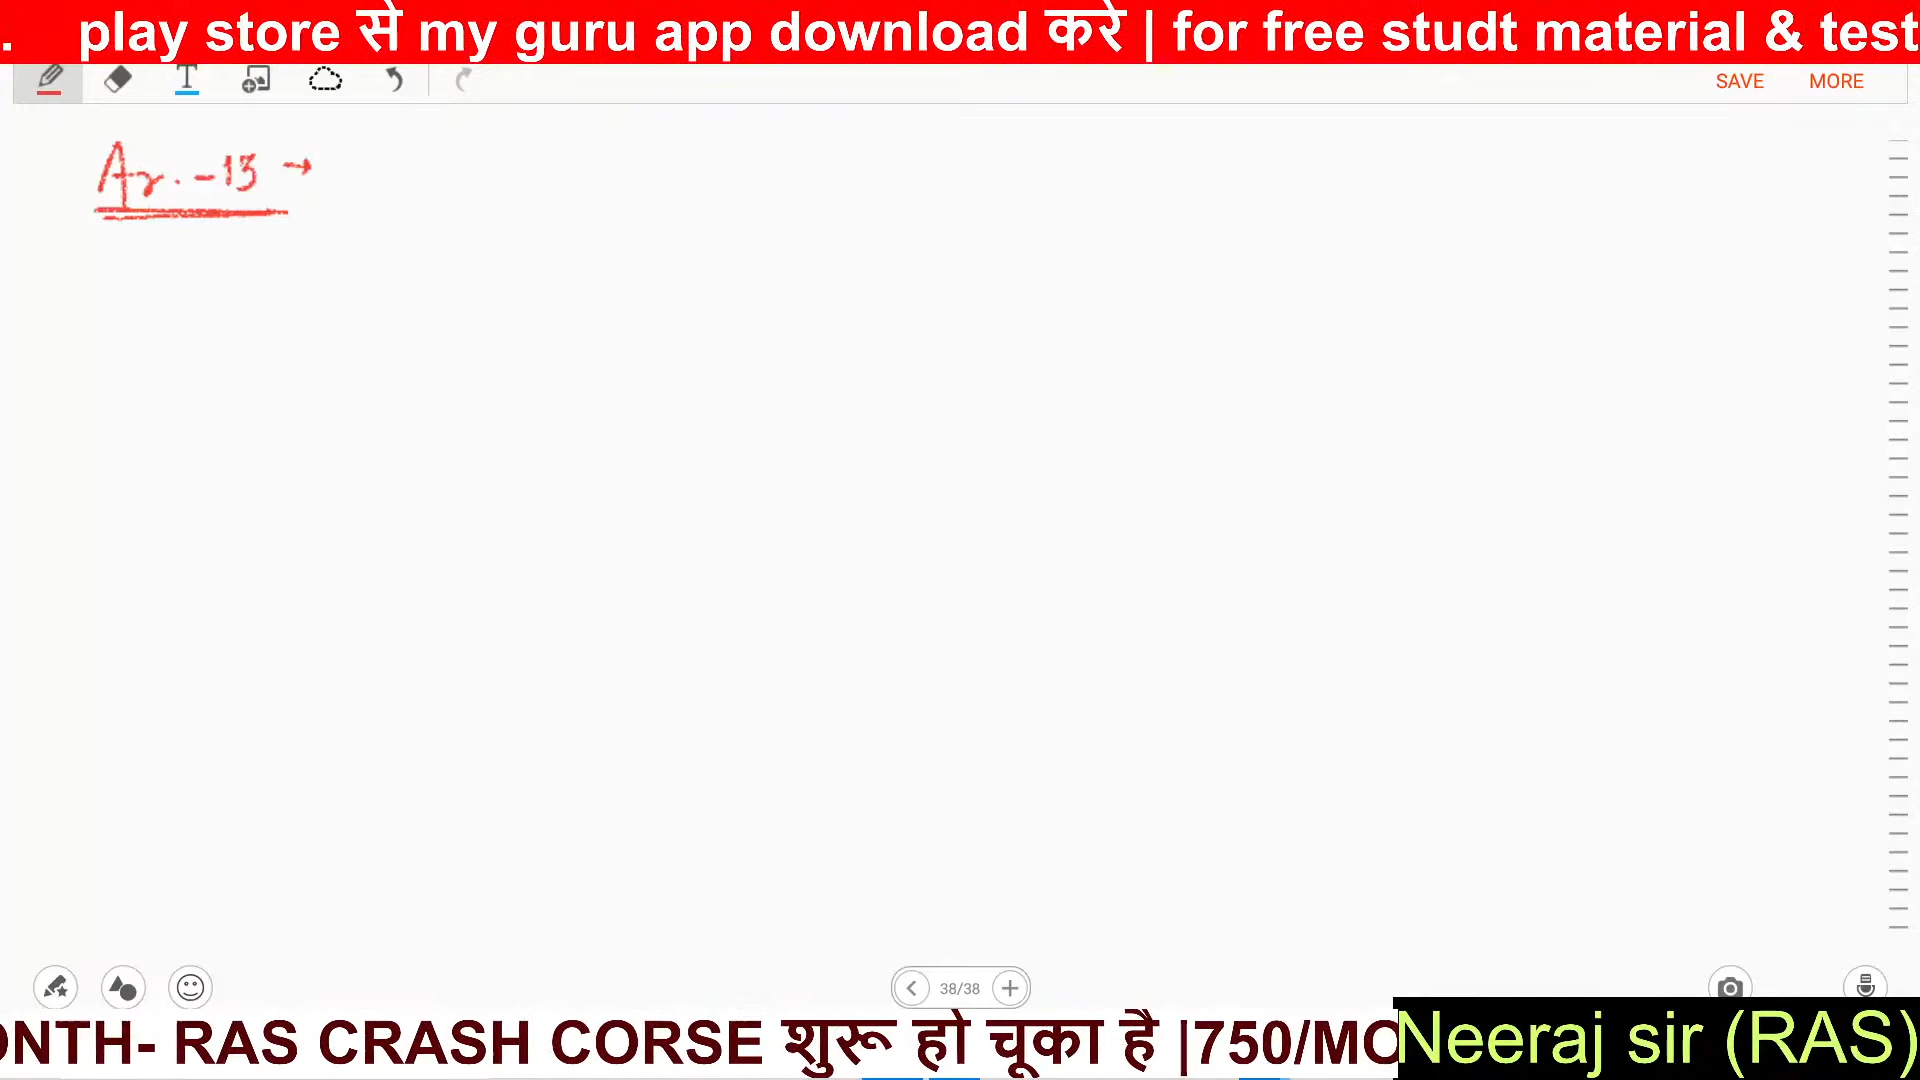 . play store से my guru app download करे | for free studt material & test
T
SAVE MORE
Ar. -13 →
38/38
ONTH- RAS CRASH CORSE शुरू हो चूका है |750/MO
Neeraj sir (RAS)